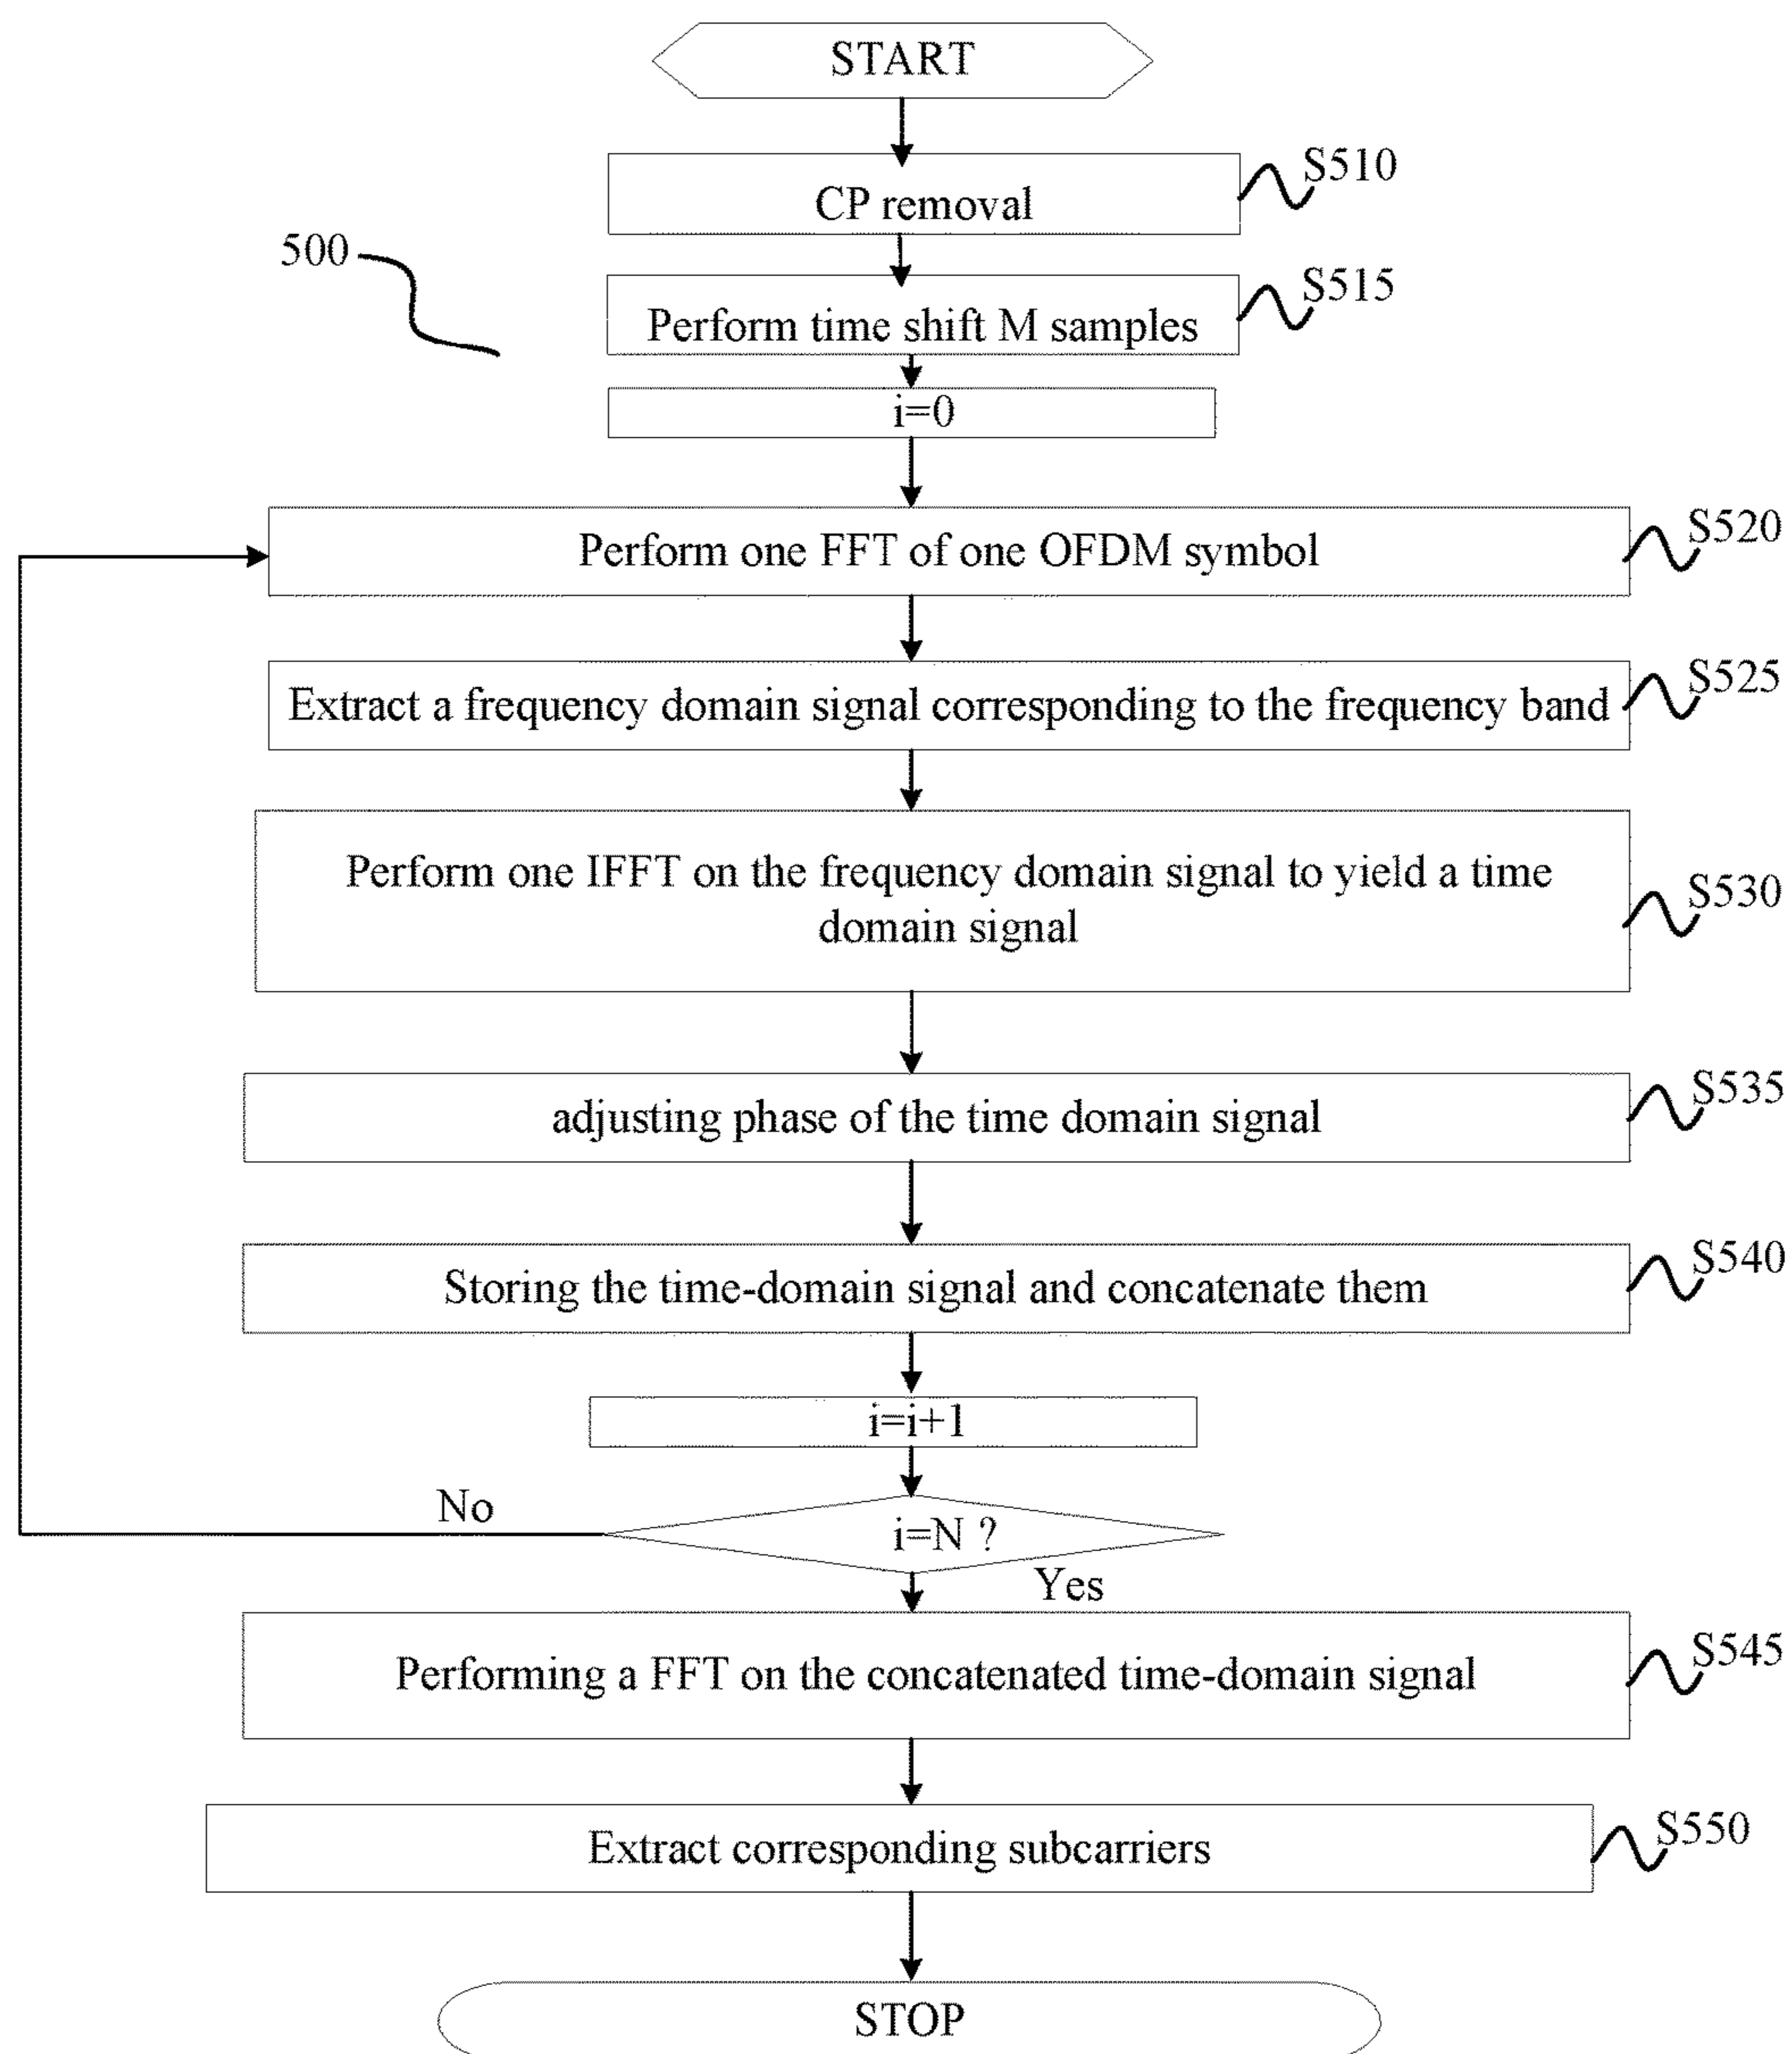 START
S510
CP removal
500
S515
Perform time shift M samples
i=0
S520
Perform one FFT of one OFDM symbol
S525
Extract a frequency domain signal corresponding to the frequency band
S530
Perform one IFFT on the frequency domain signal to yield a time
domain signal
S535
adjusting phase of the time domain signal
S540
Storing the time-domain signal and concatenate them
i=i+1
No
i=N ?
Yes
S545
Performing a FFT on the concatenated time-domain signal
S550
Extract corresponding subcarriers
STOP